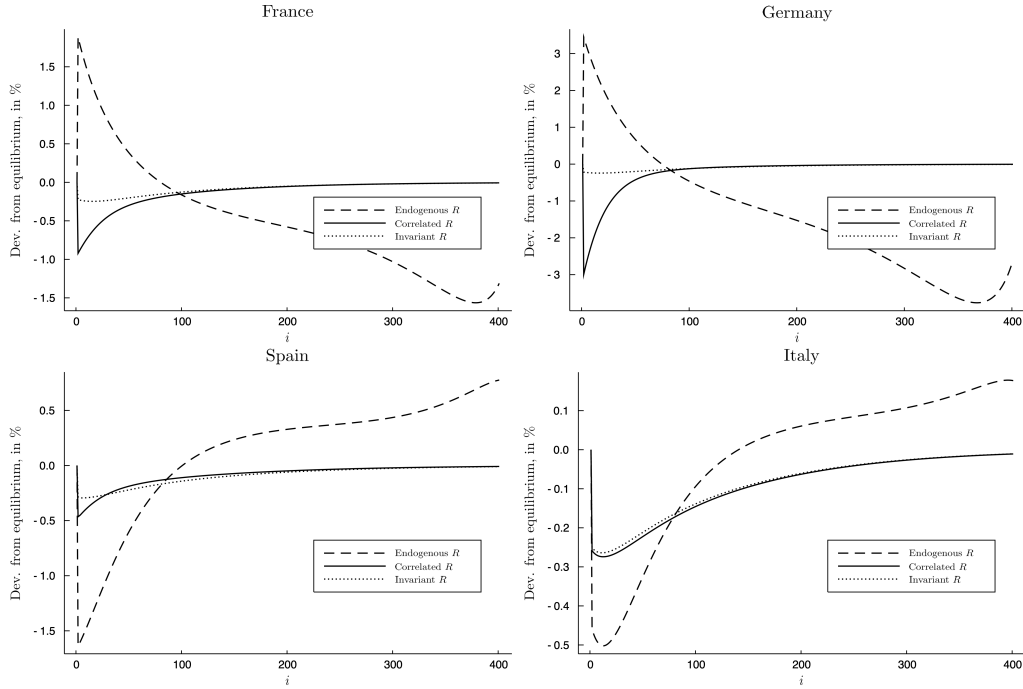 France
Dev. from equilibrium, in %
1.5
1.0
0.5
0.0
- 0.5
- 1.0
- 1.5
0 100 200 300 400
i
Endogenous R
Correlated R
Invariant R
Germany
Dev. from equilibrium, in %
3
2
1
0
- 1
- 2
- 3
0 100 200 300 400
i
Endogenous R
Correlated R
Invariant R
Spain
Dev. from equilibrium, in %
0.5
0.0
- 0.5
- 1.0
- 1.5
0 100 200 300 400
i
Endogenous R
Correlated R
Invariant R
Italy
Dev. from equilibrium, in %
0.1
0.0
- 0.1
- 0.2
- 0.3
- 0.4
- 0.5
0 100 200 300 400
i
Endogenous R
Correlated R
Invariant R